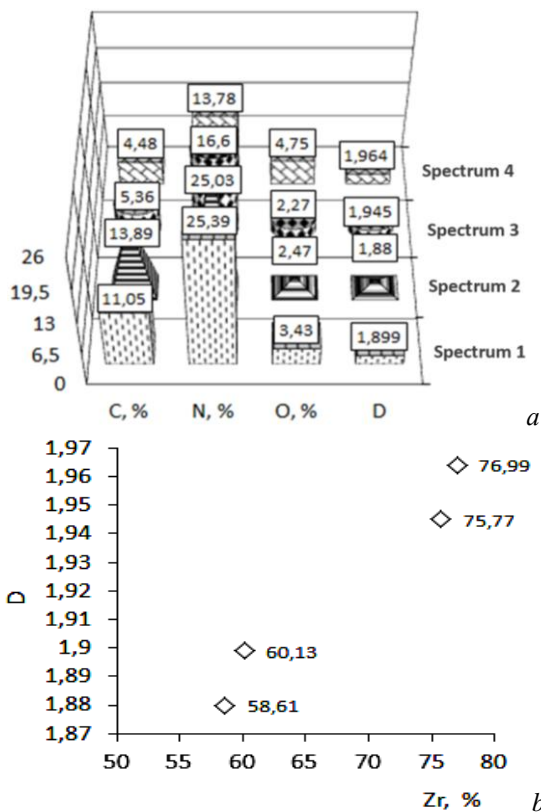 13,78
4,48 16,6 4,75 1,964
Spectrum 4
25,03
5,36 2,27 1,945
25,39
Spectrum 3
13,89 2,47 1,88
26
19,5
Spectrum 2
11,05
13
3,43 1,899
6,5
Spectrum 1
0
C, % N, % O, % D
a
1,97
76,99
1,96
1,95
75,77
1,94
1,93
1,92
D
1,91
1,9
60,13
1,89
1,88
58,61
1,87
50 55 60 65 70 75 80
Zr, %
b